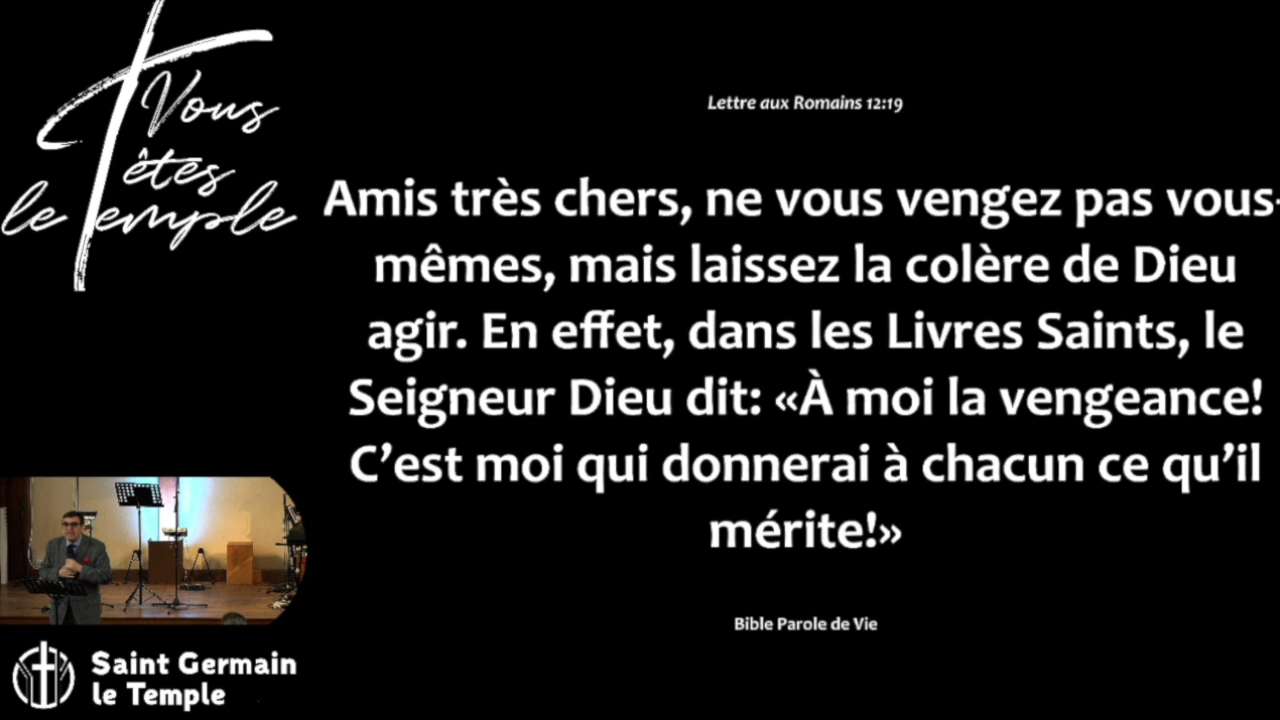 Vous
êtes
le Temple
Lettre aux Romains 12:19
Amis très chers, ne vous vengez pas vous-
mêmes, mais laissez la colère de Dieu
agir. En effet, dans les Livres Saints, le
Seigneur Dieu dit: «À moi la vengeance!
C’est moi qui donnerai à chacun ce qu’il
mérite!»
Bible Parole de Vie
Saint Germain
le Temple